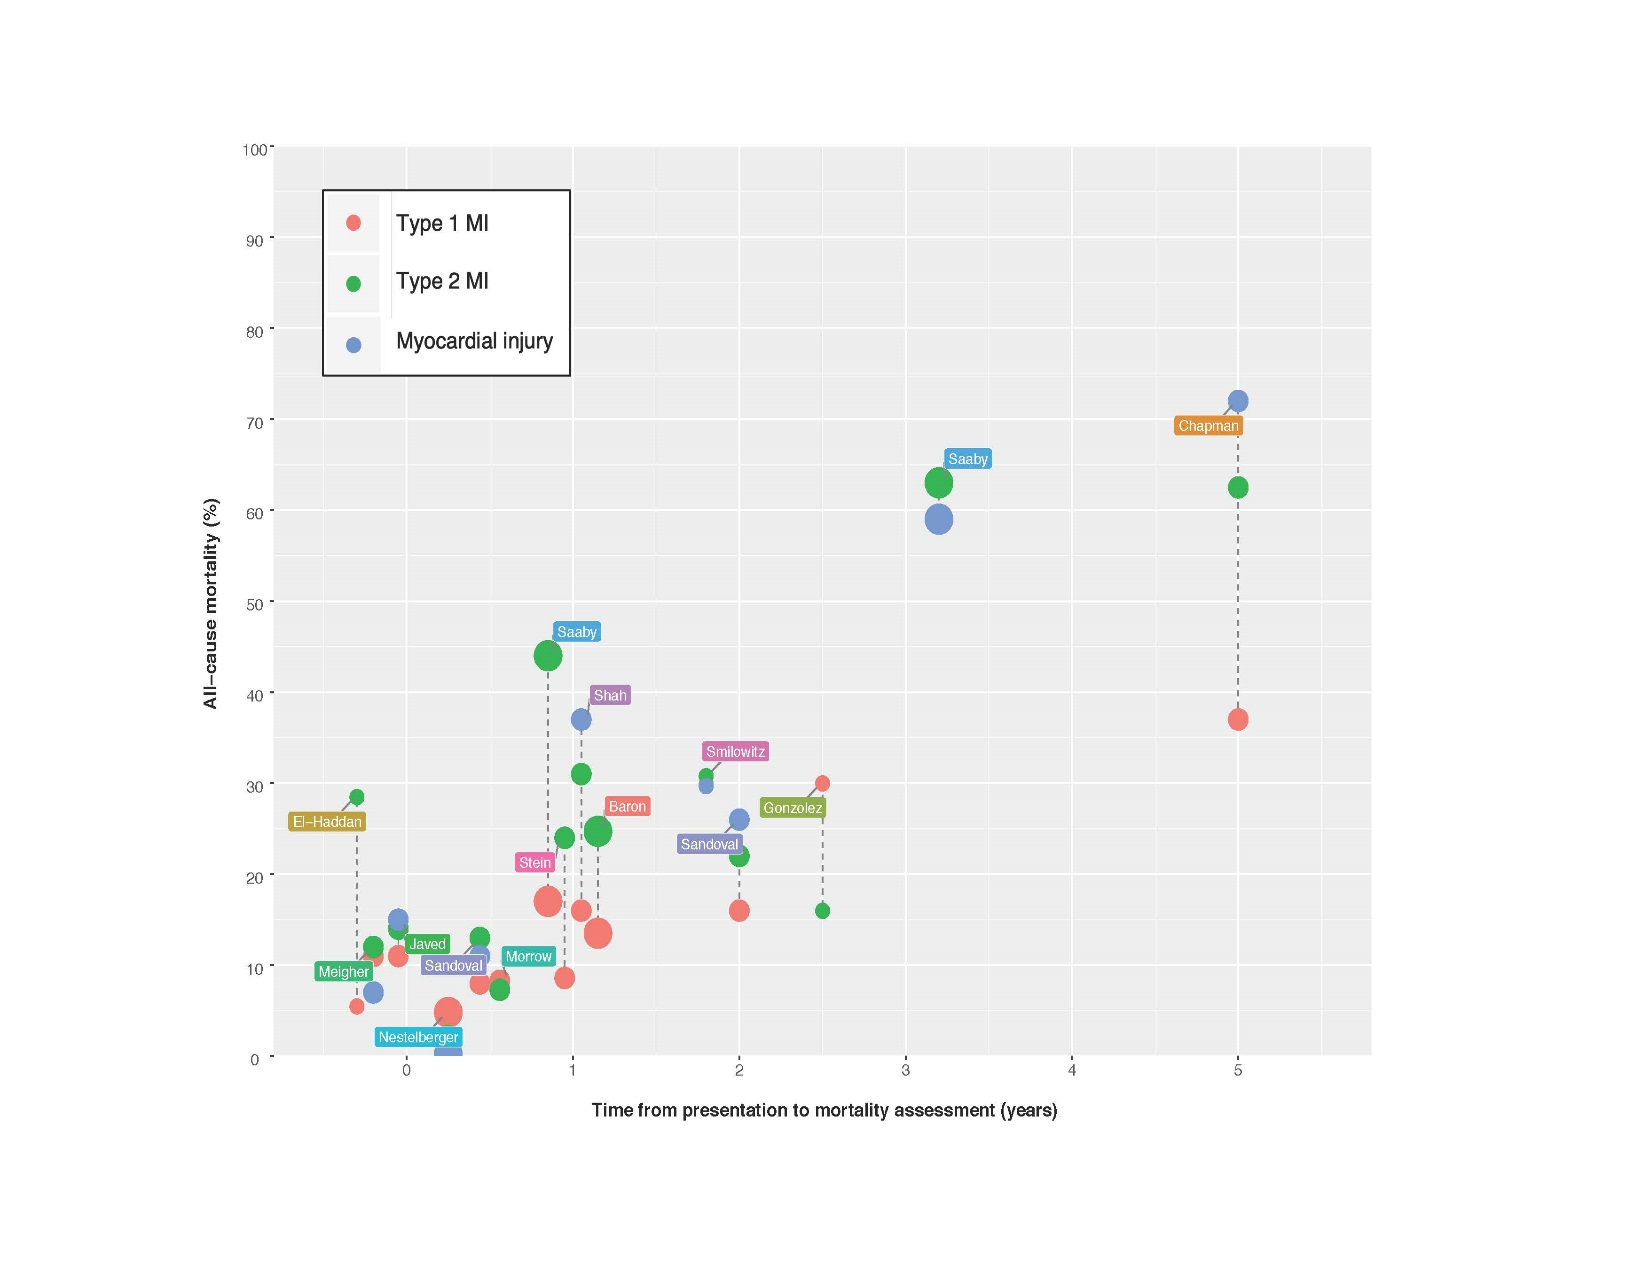 100
90
80
70
60
50
40
30
20
10
0
All-cause mortality (%)
Type 1 MI
Type 2 MI
Myocardial injury
Chapman
Saaby
Saaby
Shah
Smilowitz
Baron
Gonzolez
El-Haddan
Sandoval
Stein
Javed
Morrow
Sandoval
Meigher
Nestelberger
0 1 2 3 4 5
Time from presentation to mortality assessment (years)